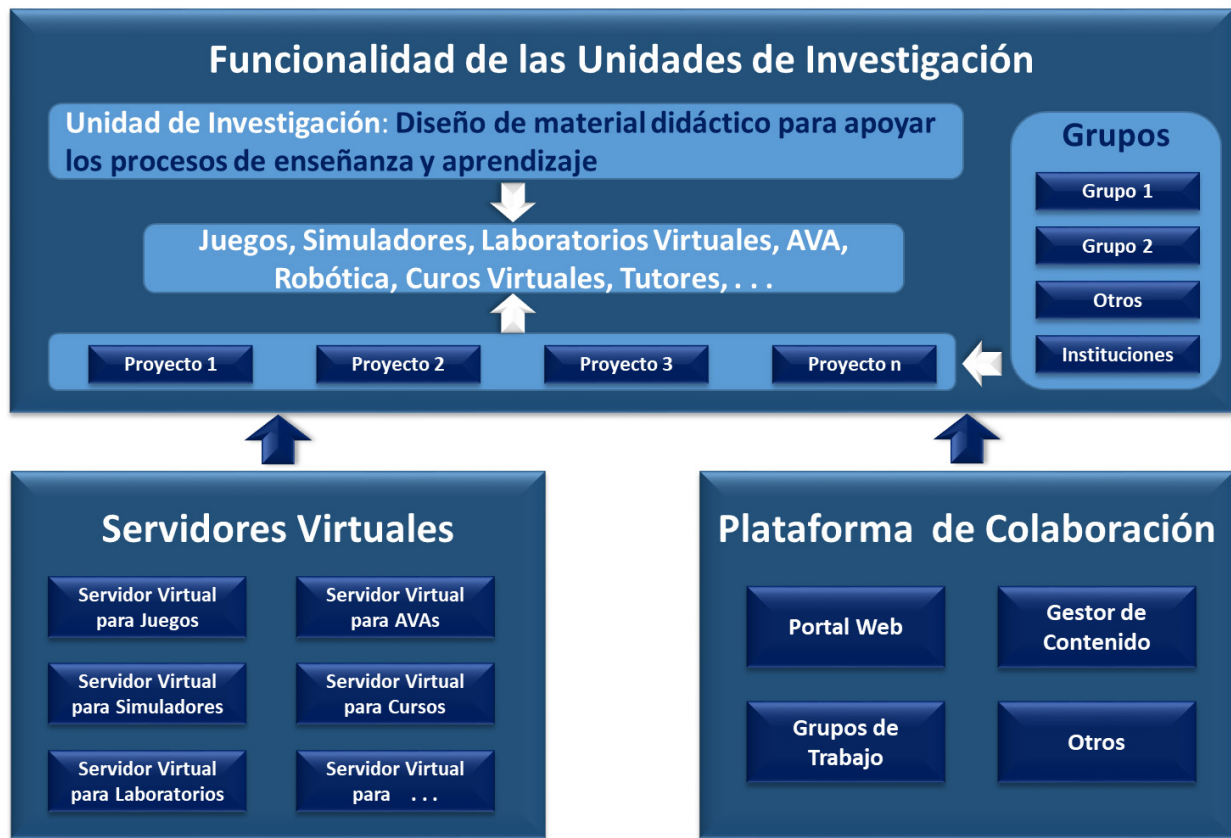 Funcionalidad de las Unidades de Investigación
Unidad de Investigación: Diseño de material didáctico para apoyar
los procesos de enseñanza y aprendizaje
Juegos, Simuladores, Laboratorios Virtuales, AVA,
Robótica, Curos Virtuales, Tutores, . . .
Proyecto 1
Proyecto 2
Proyecto 3
Proyecto n
Grupos
Grupo 1
Grupo 2
Otros
Instituciones
Servidores Virtuales
Servidor Virtual
para Juegos
Servidor Virtual
para AVAs
Servidor Virtual
para Simuladores
Servidor Virtual
para Cursos
Servidor Virtual
para Laboratorios
Servidor Virtual
para . . .
Plataforma de Colaboración
Portal Web
Gestor de
Contenido
Grupos de
Trabajo
Otros